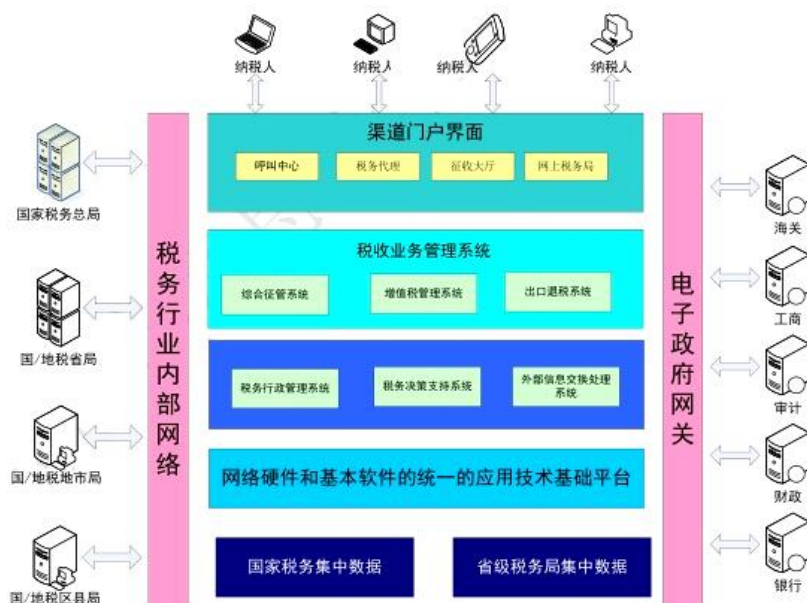 纳税人
纳税人
纳税人
纳税人
渠道门户界面
呼叫中心
税务代理
征收大厅
网上税务局
国家税务总局
国/地税省局
国/地税地市局
国/地税区县局
税务行业内部网络
税收业务管理系统
综合征管系统
增值税管理系统
出口退税系统
税务行政管理系统
税务决策支持系统
外部信息交换处理
系统
网络硬件和基本软件的统一的应用技术基础平台
国家税务集中数据
省级税务局集中数据
电子政府网关
海关
工商
审计
财政
银行